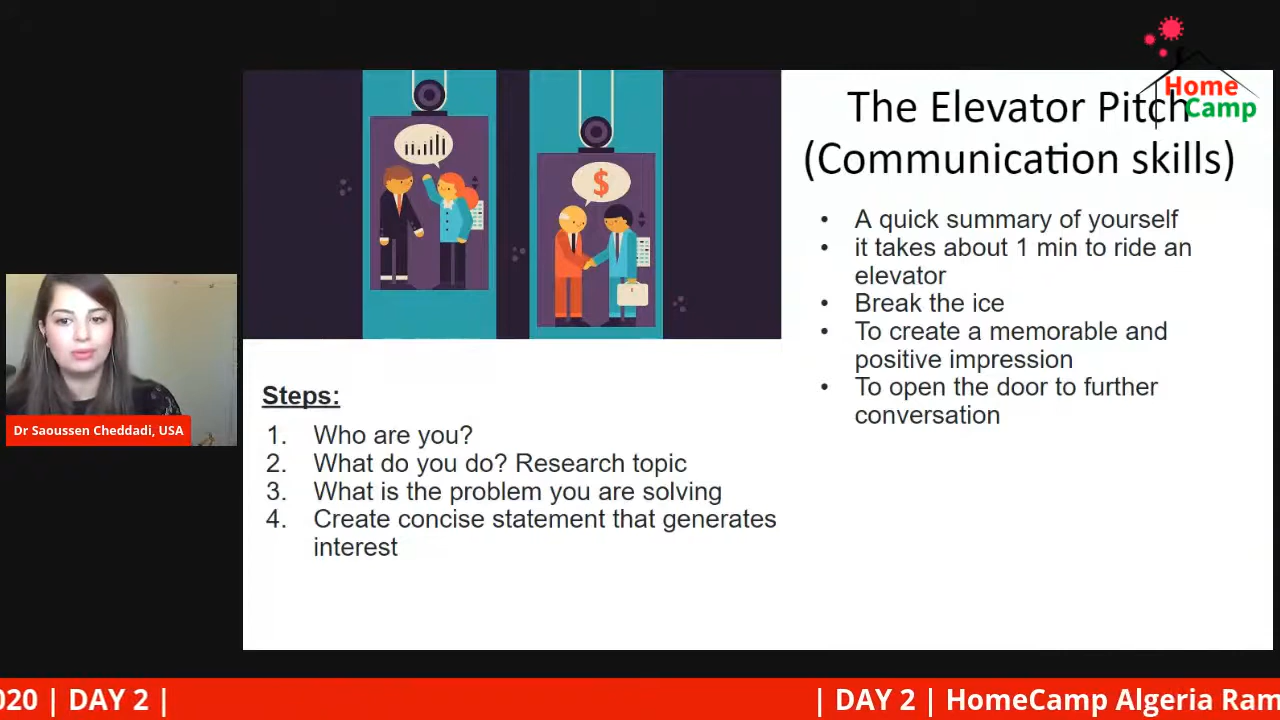 Home
Camp
The Elevator Pitch
(Communication skills)
• A quick summary of yourself
• it takes about 1 min to ride an
elevator
• Break the ice
• To create a memorable and
positive impression
• To open the door to further
conversation
$
Steps:
1. Who are you?
2. What do you do? Research topic
3. What is the problem you are solving
4. Create concise statement that generates
interest
Dr Saoussen Cheddadi, USA
020 | DAY 2 | | DAY 2 | HomeCamp Algeria Ram